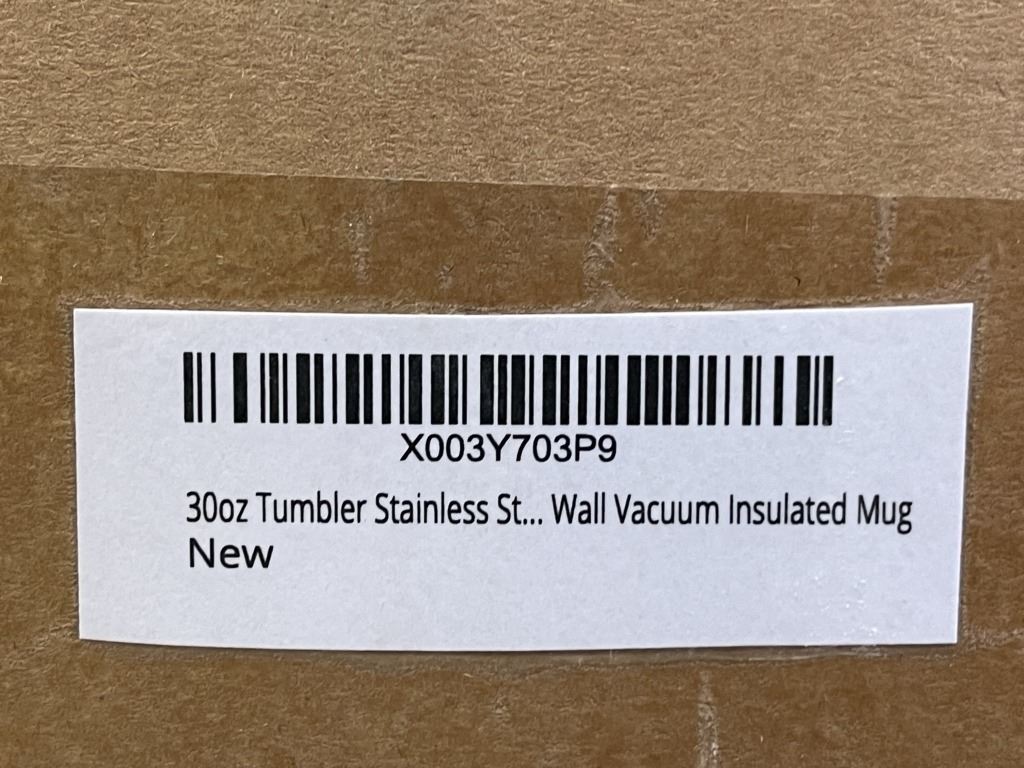 X003Y703P9
30oz Tumbler Stainless St... Wall Vacuum Insulated Mug
New